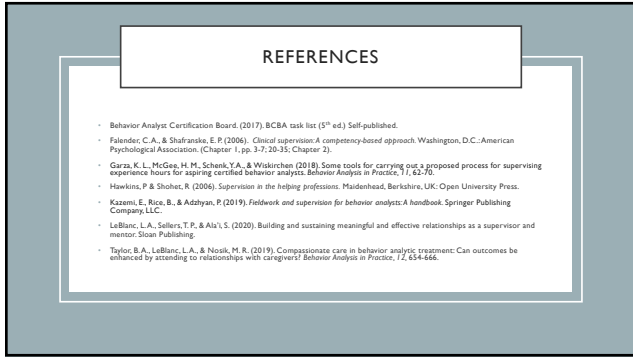 REFERENCES
• Behavior Analyst Certification Board. (2017). BCBA task list (5th ed.) Self-published.
• Falender, C.A., & Shafranske, E. P. (2006). Clinical supervision: A competency-based approach. Washington, D.C.: American
Psychological Association. (Chapter 1, pp. 3-7; 20-35; Chapter 2).
• Garza, K. L., McGee, H. M., Schenk, Y.A., & Wiskirchen (2018). Some tools for carrying out a proposed process for supervising
experience hours for aspiring certified behavior analysts. Behavior Analysis in Practice, 11, 62-70.
• Hawkins, P & Shohet, R (2006). Supervision in the helping professions. Maidenhead, Berkshire, UK: Open University Press.
• Kazemi, E., Rice, B., & Adzhyan, P. (2019). Fieldwork and supervision for behavior analysts: A handbook. Springer Publishing
Company, LLC.
• LeBlanc, L.A., Sellers, T. P., & Ala'i, S. (2020). Building and sustaining meaningful and effective relationships as a supervisor and
mentor. Sloan Publishing.
• Taylor, B.A., LeBlanc, L.A., & Nosik, M. R. (2019). Compassionate care in behavior analytic treatment: Can outcomes be
enhanced by attending to relationships with caregivers? Behavior Analysis in Practice, 12, 654-666.